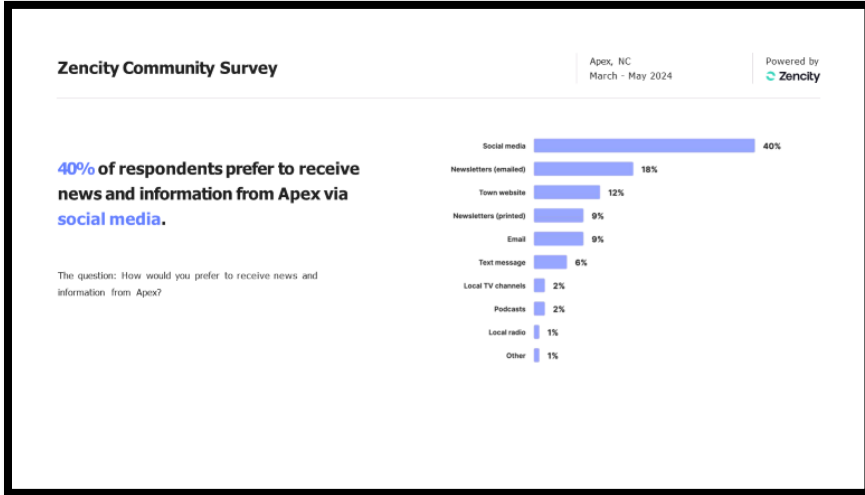 Zencity Community Survey
Apex, NC
March - May 2024
Powered by
Zencity
40% of respondents prefer to receive
news and information from Apex via
social media.
The question: How would you prefer to receive news and
information from Apex?
Social media 40%
Newsletters (emailed) 18%
Town website 12%
Newsletters (printed) 9%
Email 9%
Text message 6%
Local TV channels 2%
Podcasts 2%
Local radio 1%
Other 1%